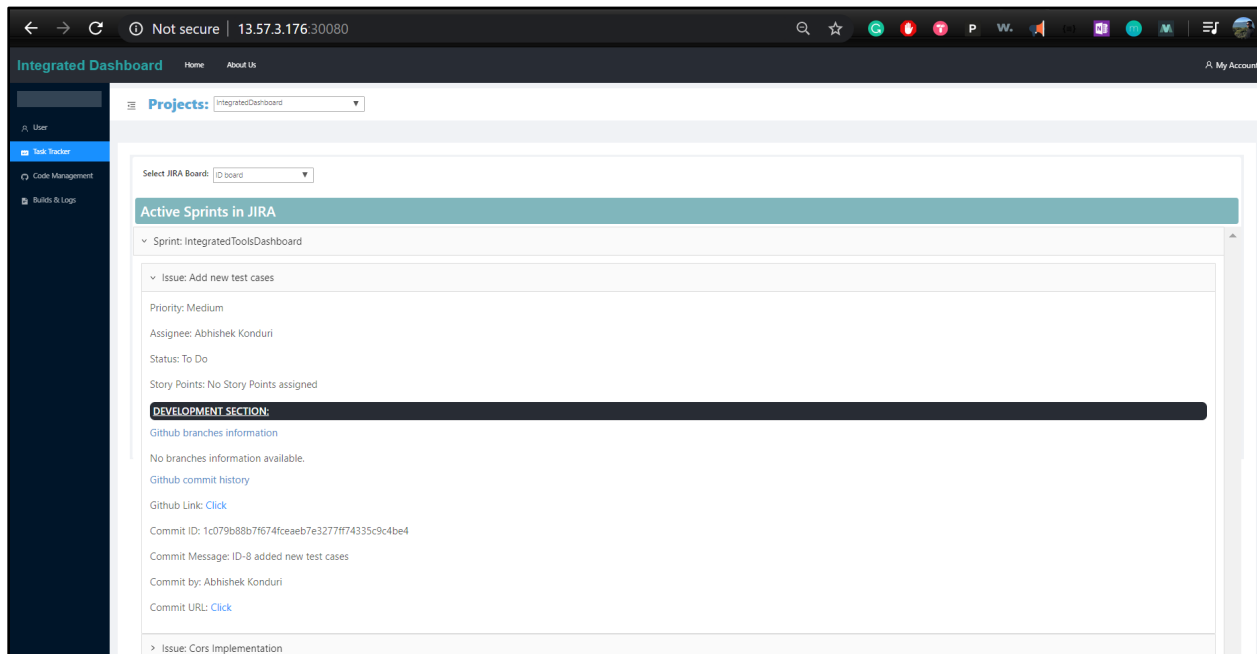 Not secure | 13.57.3.176:30080
Integrated Dashboard Home About Us My Account
Projects: IntegratedDashboard
User
Task Tracker
Code Management
Builds & Logs
Select JIRA Board: ID board
Active Sprints in JIRA
Sprint: IntegratedToolsDashboard
Issue: Add new test cases
Priority: Medium
Assignee: Abhishek Konduri
Status: To Do
Story Points: No Story Points assigned
DEVELOPMENT SECTION:
Github branches information
No branches information available.
Github commit history
Github Link: Click
Commit ID: 1c079b88b7f674fceaeb7e3277ff74335c9c4be4
Commit Message: ID-8 added new test cases
Commit by: Abhishek Konduri
Commit URL: Click
Issue: Cors Implementation